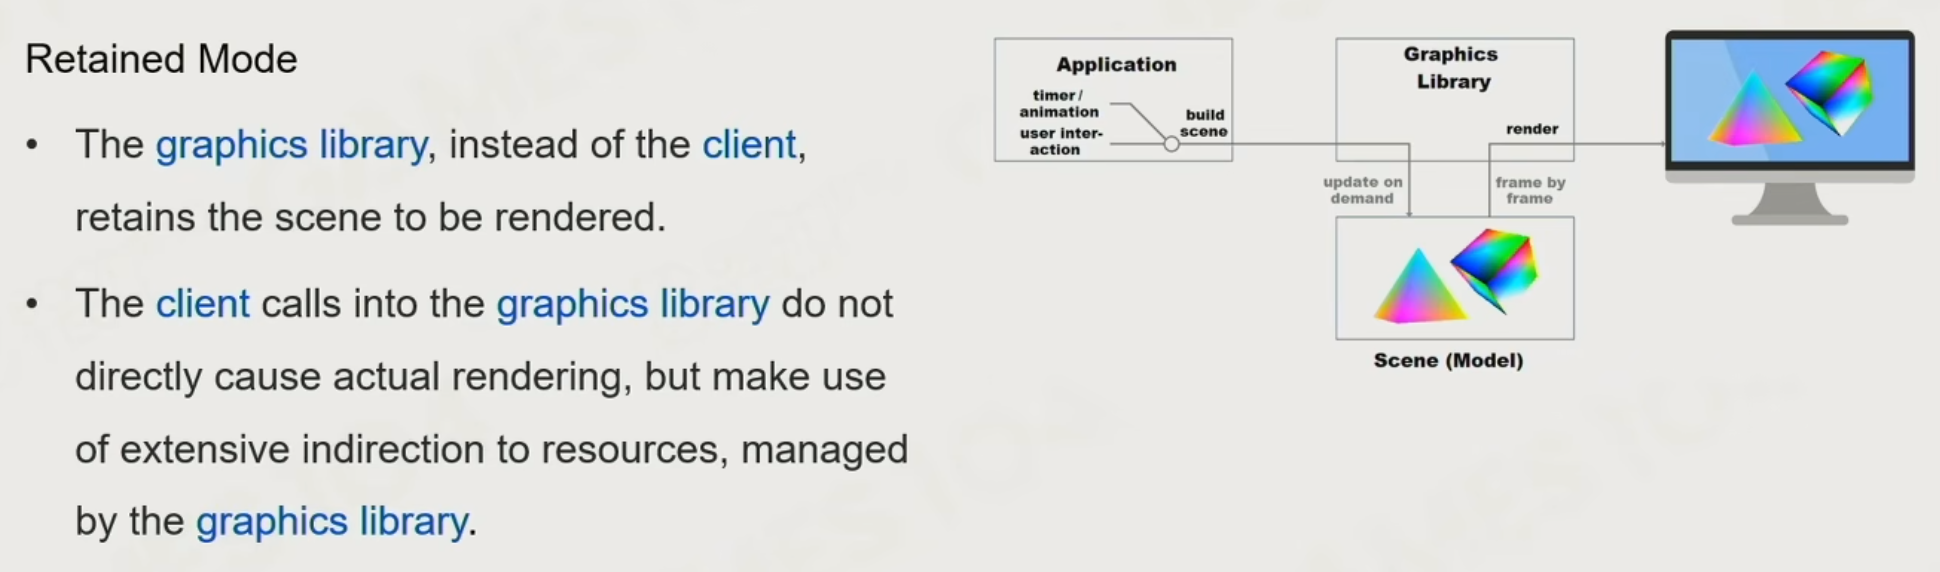 Retained Mode
• The graphics library, instead of the client,
retains the scene to be rendered.
• The client calls into the graphics library do not
directly cause actual rendering, but make use
of extensive indirection to resources, managed
by the graphics library.
Application
timer/
animation
user inter-
action
build
scene
Graphics
Library
render
update on
demand
frame by
frame
Scene (Model)